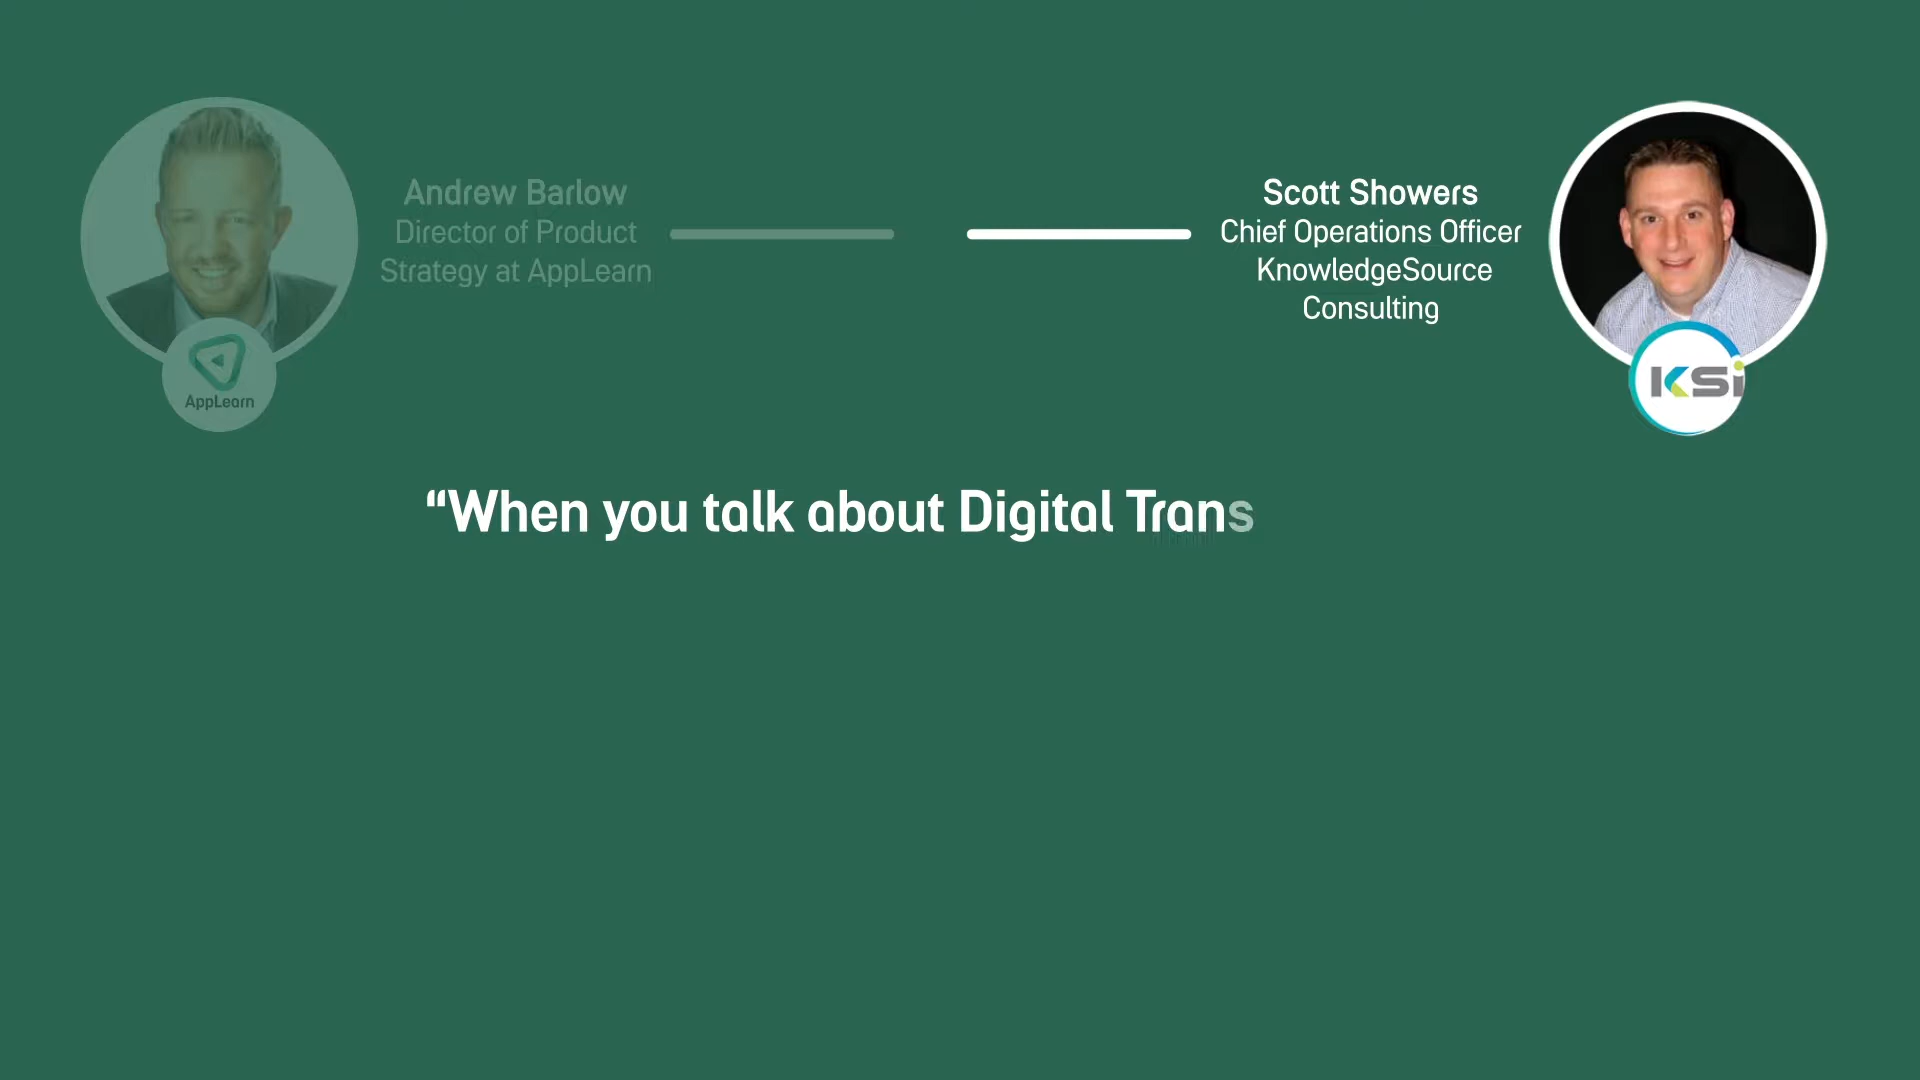 Andrew Barlow
Director of Product
Strategy at AppLearn
AppLearn
Scott Showers
Chief Operations Officer
KnowledgeSource
Consulting
KSi
“When you talk about Digital Trans